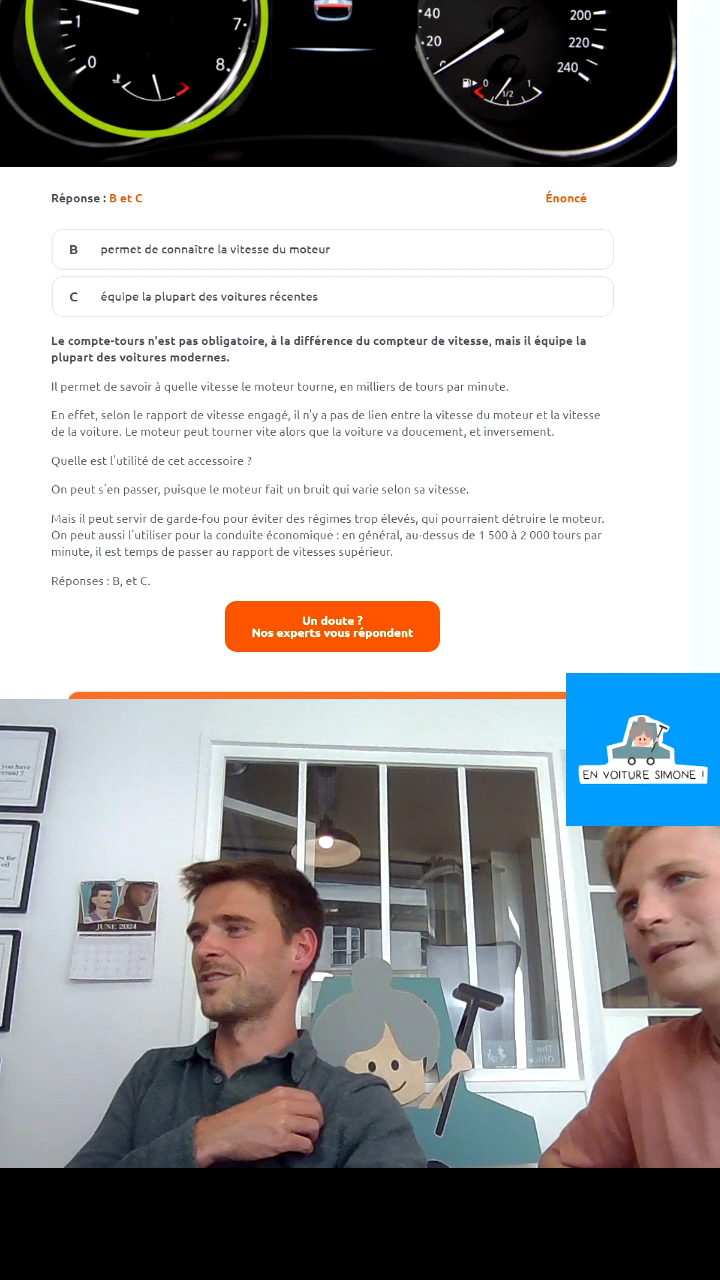 1
0
7
8
40
20
200
220
240
0
1
1/2
Réponse : B et C
Énoncé
B permet de connaître la vitesse du moteur
C équipe la plupart des voitures récentes
Le compte-tours n'est pas obligatoire, à la différence du compteur de vitesse, mais il équipe la
plupart des voitures modernes.
Il permet de savoir à quelle vitesse le moteur tourne, en milliers de tours par minute.
En effet, selon le rapport de vitesse engagé, il n'y a pas de lien entre la vitesse du moteur et la vitesse
de la voiture. Le moteur peut tourner vite alors que la voiture va doucement, et inversement.
Quelle est l'utilité de cet accessoire ?
On peut s'en passer, puisque le moteur fait un bruit qui varie selon sa vitesse.
Mais il peut servir de garde-fou pour éviter des régimes trop élevés, qui pourraient détruire le moteur.
On peut aussi l'utiliser pour la conduite économique : en général, au-dessus de 1 500 à 2 000 tours par
minute, il est temps de passer au rapport de vitesses supérieur.
Réponses : B, et C.
Un doute ?
Nos experts vous répondent
EN VOITURE SIMONE !
you have
JUNE 2024
The
Office